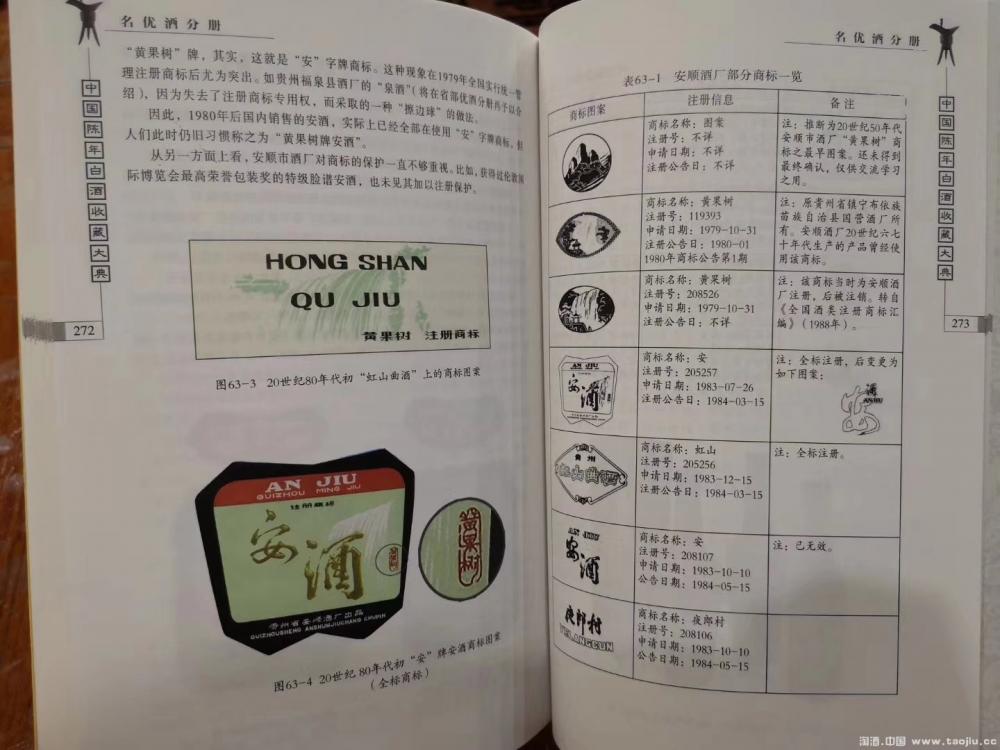 名优酒分册
“黄果树”牌，其实，这就是“安”字牌商标。这种现象在1979年全国实行统一管
理注册商标后尤为突出。如贵州福泉县酒厂的“泉酒”（将在省部优酒分册再予以介
绍），因为失去了注册商标专用权，而采取的一种“擦边球”的做法。
因此，1980年后国内销售的安酒，实际上已经全部在使用“安”字牌商标，但
人们此时仍旧习惯称之为“黄果树牌安酒”。
从另一方面上看，安顺市酒厂对商标的保护一直不够重视。比如，获得过伦敦国
际博览会最高荣誉包装奖的特级脸谱安酒，也未见其加以注册保护。
中国陈年白酒收藏大典
272
HONG SHAN
QU JIU
黄果树 注册商标
图63-3 20世纪80年代初“虹山曲酒”上的商标图案
AN JIU
GUIZHOU MING JIU
注册商标
安酒
黄果树
贵州省安顺酒厂出品
GUIZHOUSHENG ANSHUNJIUCHANG CHUPIN
黄果树
图63-4 20世纪80年代初“安”牌安酒商标图案
（全标商标）
名优酒分册
中国陈年白酒收藏大典
273
表63-1 安顺酒厂部分商标一览
商标图案 注册信息 备注
商标名称：图案
注册号：不详
申请日期：不详
注册公告日：不详
注：推断为20世纪50年代
安顺市酒厂“黄果树”商
标之最早图案。还未得到
最终确认，仅供交流学习
之用。
商标名称：黄果树
注册号：119393
申请日期：1979-10-31
注册公告日：1980-01
1980年商标公告第1期
注：原贵州省镇宁布依族
苗族自治县国营酒厂所
有。安顺酒厂20世纪六七
十年代生产的产品曾经使
用该商标。
商标名称：黄果树
注册号：208526
申请日期：1979-10-31
注册公告日：不详
注：该商标当时为安顺酒
厂注册，后被注销。转自
《全国酒类注册商标汇
编》（1988年）。
AN JIU
安酒
商标名称：安
注册号：205257
申请日期：1983-07-26
注册公告日：1984-03-15
注：全标注册，后变更为
如下图案：
酒
ANJIU
安
贵州
虹山曲酒
商标名称：虹山
注册号：205256
申请日期：1983-12-15
注册公告日：1984-03-15
注：全标注册。
AN JIU
安酒
商标名称：安
注册号：208107
申请日期：1983-10-10
公告日期：1984-05-15
注：已无效。
夜郎村
YELANGCUN
商标名称：夜郎村
注册号：208106
申请日期：1983-10-10
公告日期：1984-05-15
淘酒.中国 www.taojiu.cc